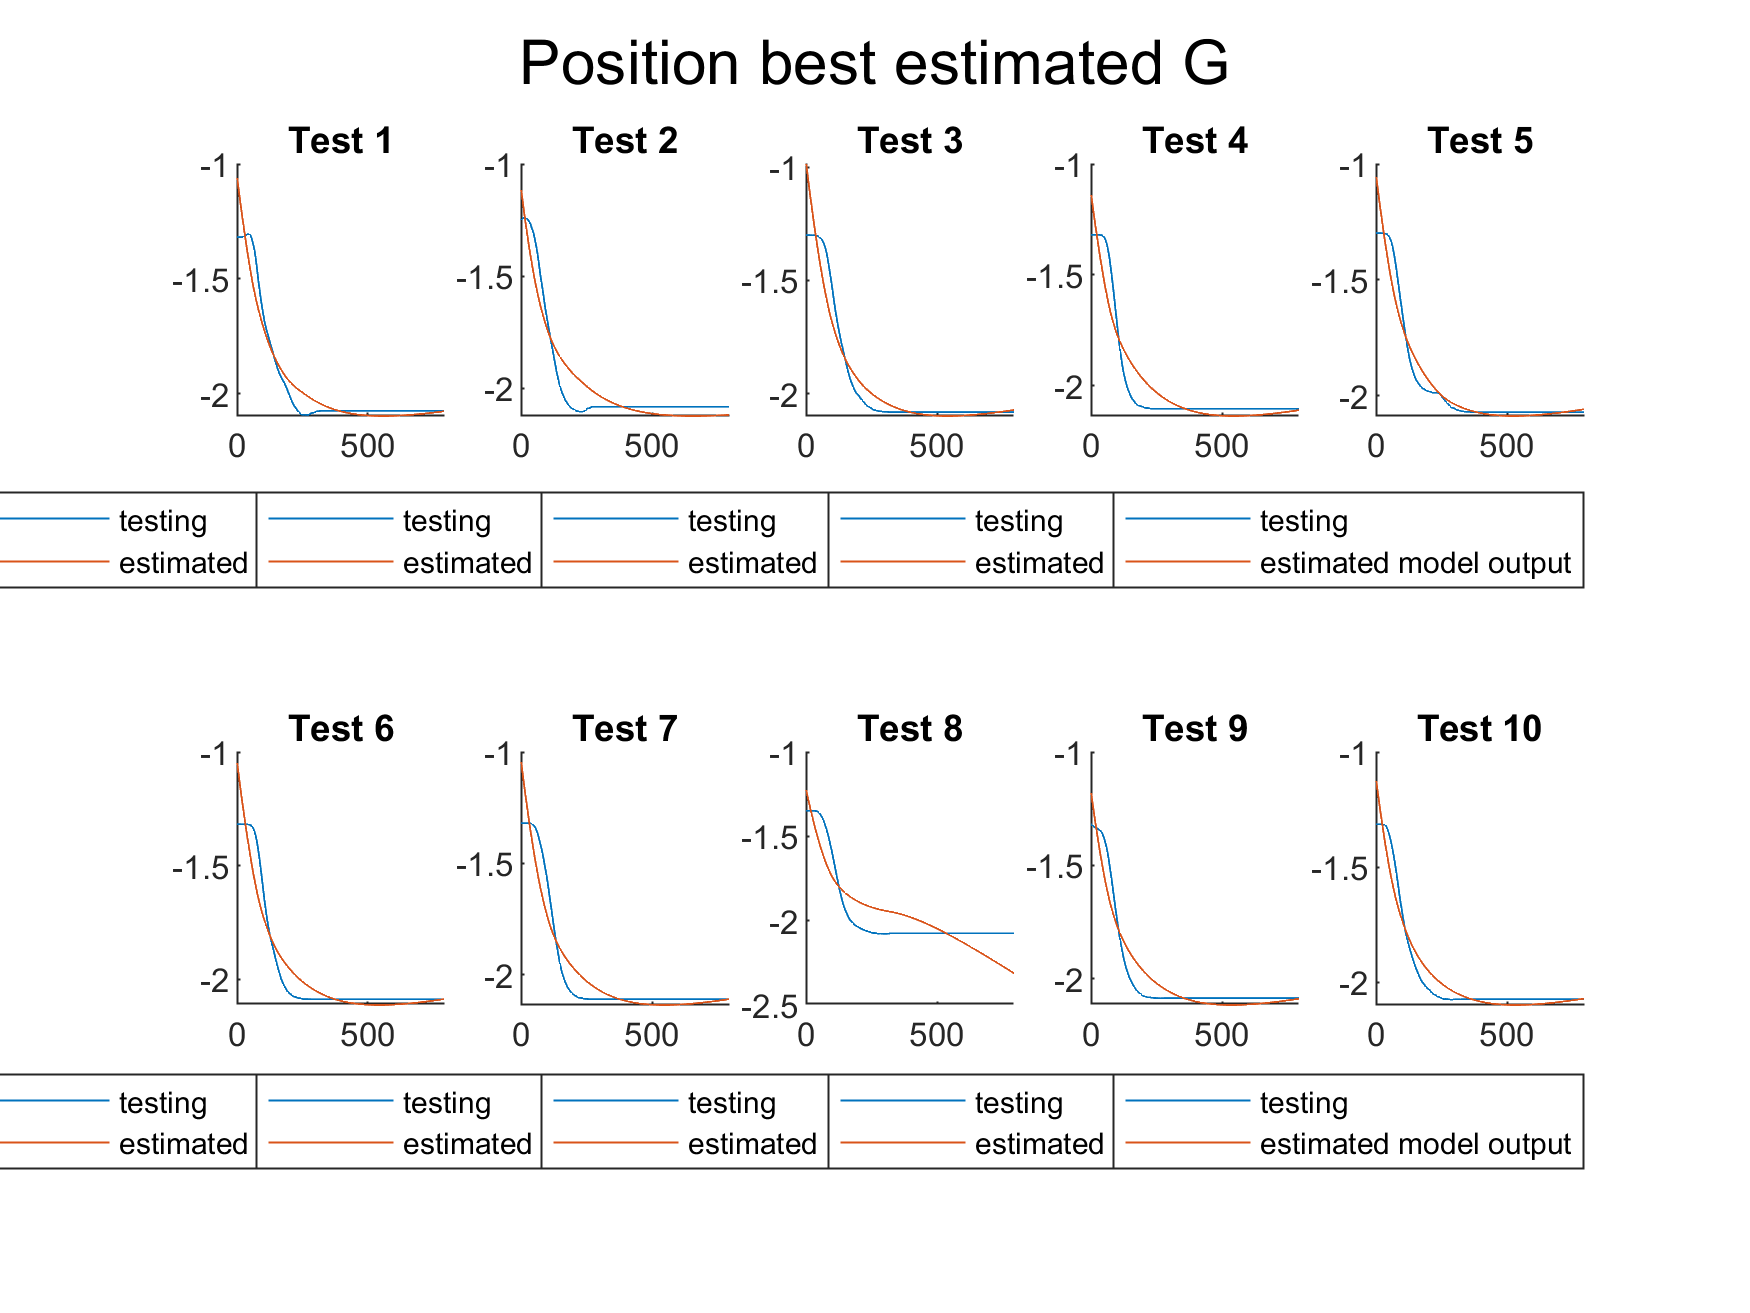 Position best estimated G
Test 1 Test 2 Test 3 Test 4 Test 5
-1 -1 -1 -1 -1
-1.5 -1.5 -1.5 -1.5 -1.5
-2 -2 -2 -2 -2
0 500 0 500 0 500 0 500 0 500
testing testing testing testing testing
estimated estimated estimated estimated estimated model output
Test 6 Test 7 Test 8 Test 9 Test 10
-1 -1 -1 -1 -1
-1.5 -1.5 -1.5 -1.5 -1.5
-2 -2 -2 -2 -2
-2.5
0 500 0 500 0 500 0 500 0 500
testing testing testing testing testing
estimated estimated estimated estimated estimated model output